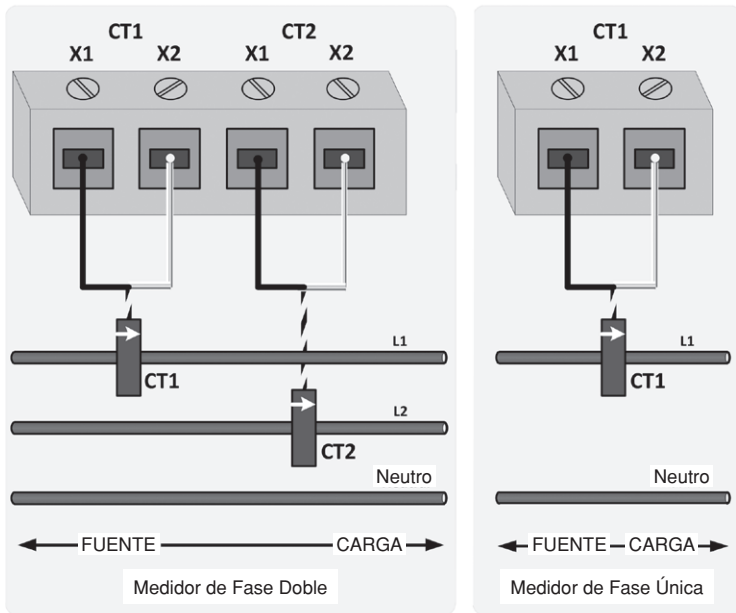 CT1 CT2
X1 X2 X1 X2
L1
CT1
L2
CT2
Neutro
FUENTE CARGA
Medidor de Fase Doble
CT1
X1 X2
L1
CT1
Neutro
FUENTE CARGA
Medidor de Fase Única